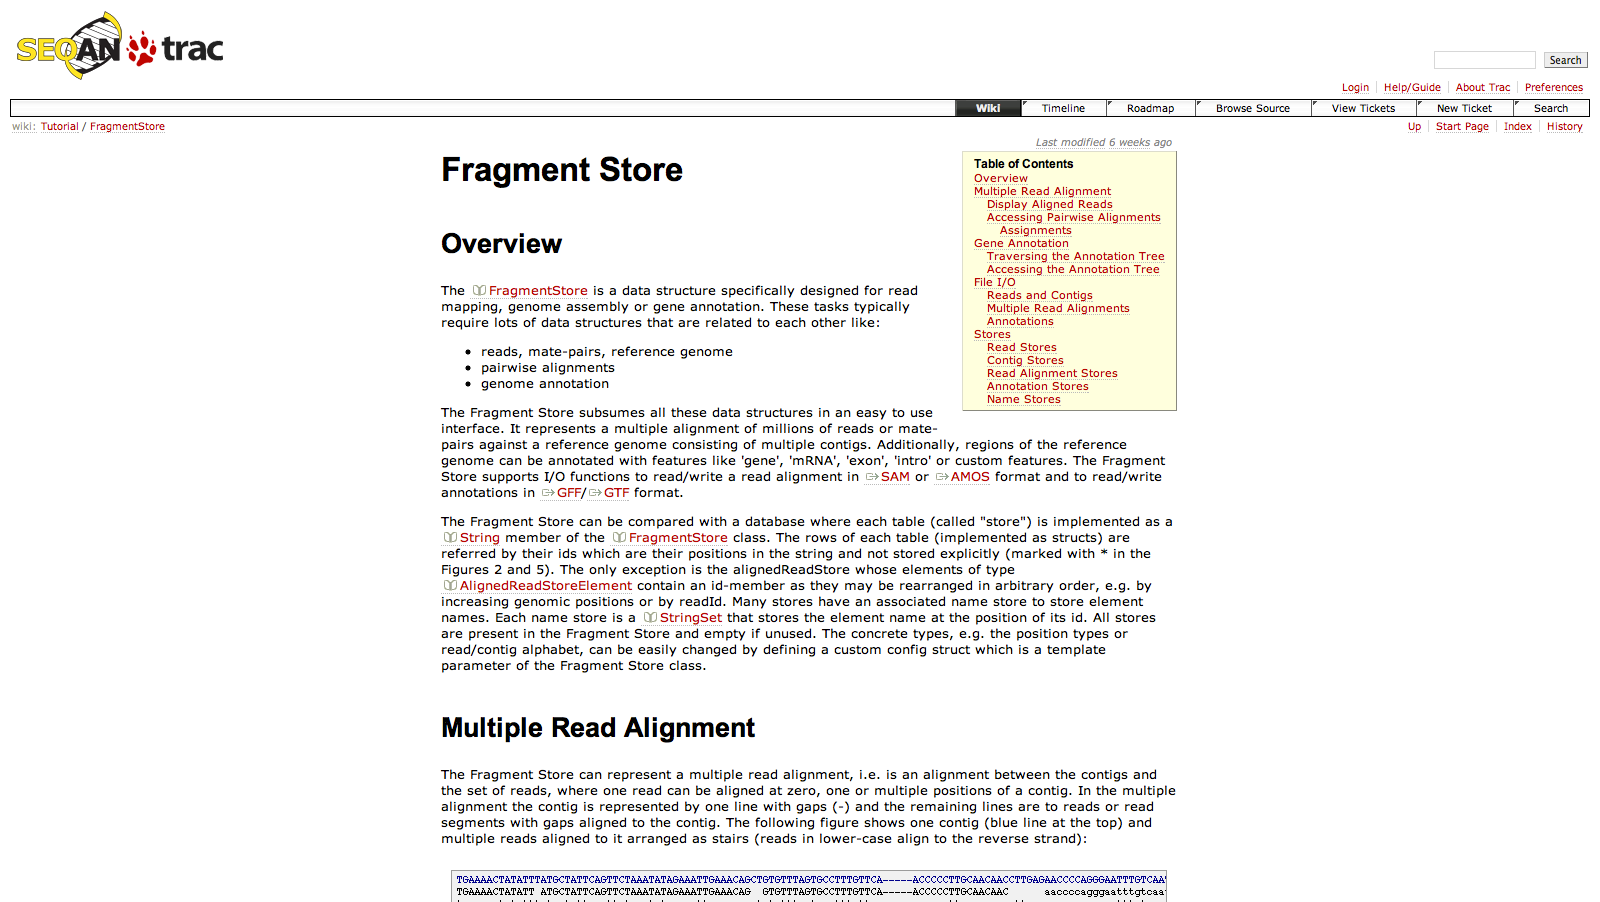 SEQAN trac
Search
Login Help/Guide About Trac Preferences
Wiki Timeline Roadmap Browse Source View Tickets New Ticket Search
wiki: Tutorial / FragmentStore
Up Start Page Index History
Last modified 6 weeks ago
Fragment Store
Table of Contents
Overview
Multiple Read Alignment
Display Aligned Reads
Accessing Pairwise Alignments
Assignments
Gene Annotation
Traversing the Annotation Tree
Accessing the Annotation Tree
File I/O
Reads and Contigs
Multiple Read Alignments
Annotations
Stores
Read Stores
Contig Stores
Read Alignment Stores
Annotation Stores
Name Stores
Overview
The FragmentStore is a data structure specifically designed for read
mapping, genome assembly or gene annotation. These tasks typically
require lots of data structures that are related to each other like:
• reads, mate-pairs, reference genome
• pairwise alignments
• genome annotation
The Fragment Store subsumes all these data structures in an easy to use
interface. It represents a multiple alignment of millions of reads or mate-
pairs against a reference genome consisting of multiple contigs. Additionally, regions of the reference
genome can be annotated with features like 'gene', 'mRNA', 'exon', 'intro' or custom features. The Fragment
Store supports I/O functions to read/write a read alignment in SAM or AMOS format and to read/write
annotations in GFF/GTF format.
The Fragment Store can be compared with a database where each table (called "store") is implemented as a
String member of the FragmentStore class. The rows of each table (implemented as structs) are
referred by their ids which are their positions in the string and not stored explicitly (marked with * in the
Figures 2 and 5). The only exception is the alignedReadStore whose elements of type
AlignedReadStoreElement contain an id-member as they may be rearranged in arbitrary order, e.g. by
increasing genomic positions or by readId. Many stores have an associated name store to store element
names. Each name store is a StringSet that stores the element name at the position of its id. All stores
are present in the Fragment Store and empty if unused. The concrete types, e.g. the position types or
read/contig alphabet, can be easily changed by defining a custom config struct which is a template
parameter of the Fragment Store class.
Multiple Read Alignment
The Fragment Store can represent a multiple read alignment, i.e. is an alignment between the contigs and
the set of reads, where one read can be aligned at zero, one or multiple positions of a contig. In the multiple
alignment the contig is represented by one line with gaps (-) and the remaining lines are to reads or read
segments with gaps aligned to the contig. The following figure shows one contig (blue line at the top) and
multiple reads aligned to it arranged as stairs (reads in lower-case align to the reverse strand):
TGAAAACTATATTTATGCTATTCAGTTCTAAATATAGAAATTGAAACAGCTGTGTTTAGTGCCTTTGTTCA-----ACCCCCTTGCAACAACCTTGAGAACCCCAGGGAATTTGTCAA
TGAAAACTATATT ATGCTATTCAGTTCTAAATATAGAAATTGAAACAG GTGTTTAGTGCCTTTGTTCA-----ACCCCCTTGCAACAAC aaccccagggaatttgtcaa